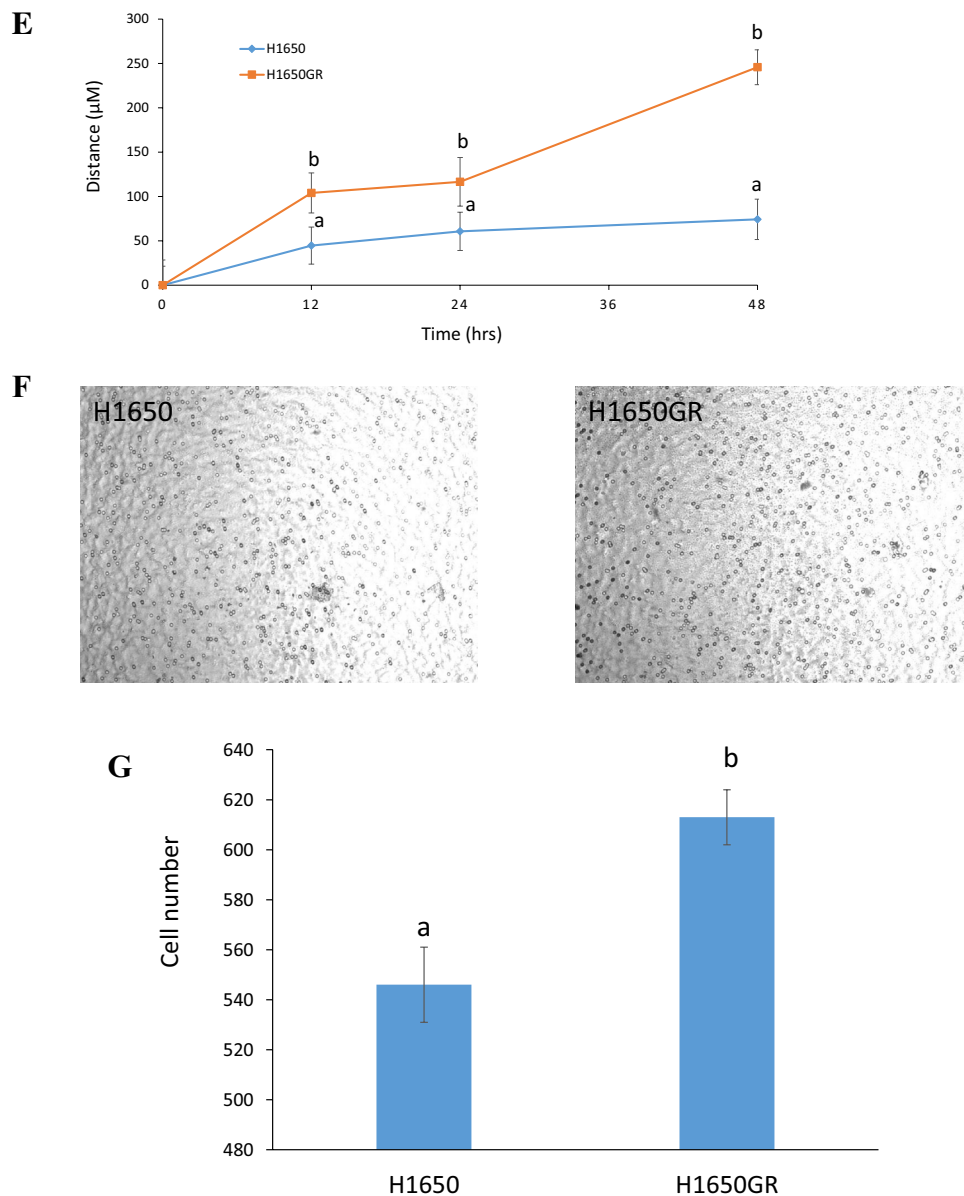 E
300
250
200
150
100
50
0
Distance (µM)
H1650
H1650GR
b
b
b
a
a
a
0 12 24 36 48
Time (hrs)
F
H1650
H1650GR
G
640
620
600
580
560
540
520
500
480
Cell number
a
b
H1650 H1650GR